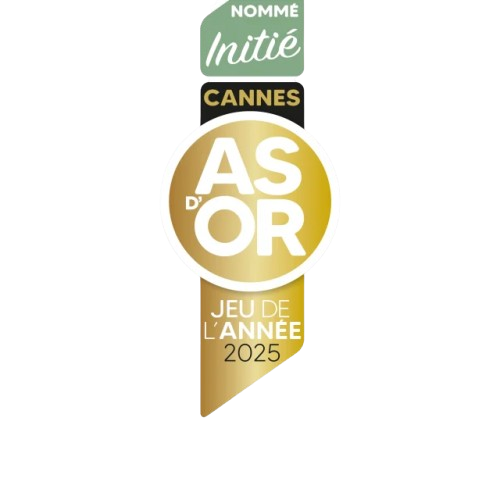 NOMMÉ
Initié
CANNES
AS
D'OR
JEU DE
L'ANNÉE
2025